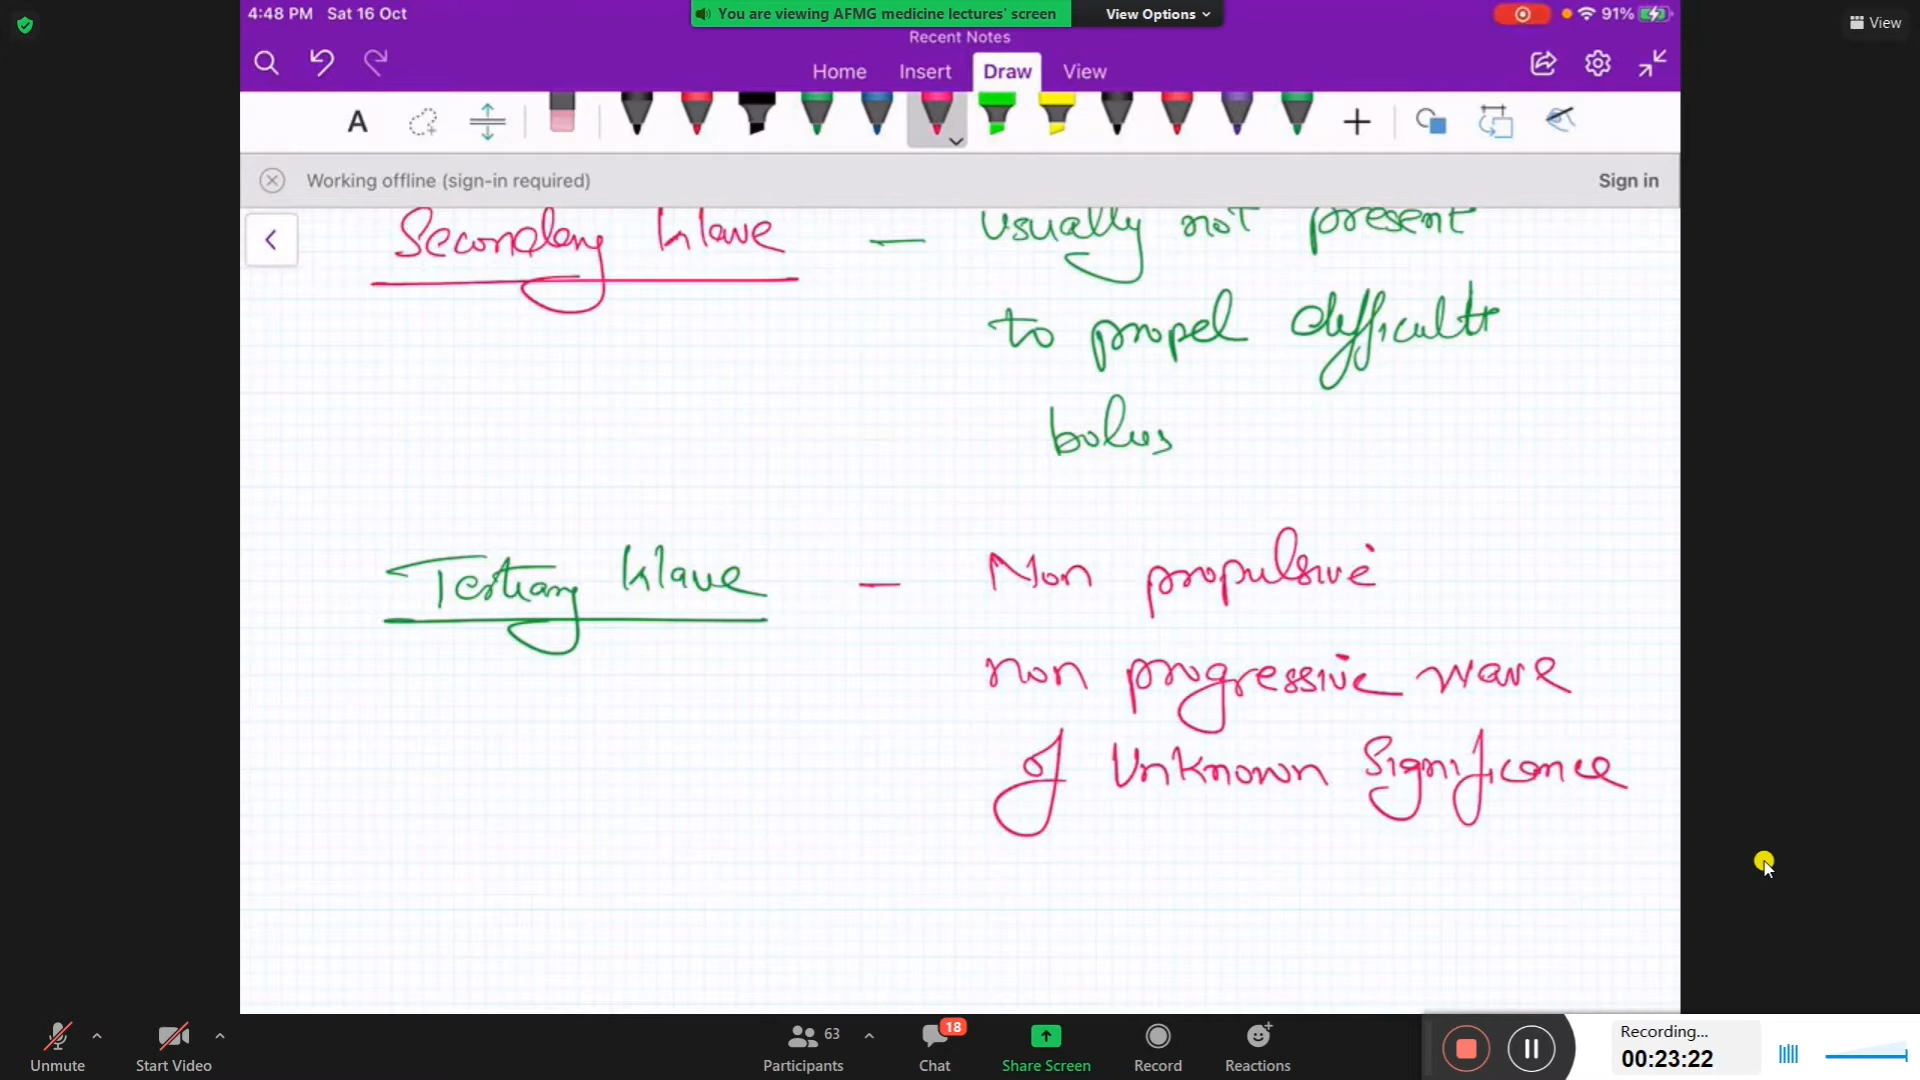 4:48 PM Sat 16 Oct
You are viewing AFMG medicine lectures' screen View Options
91%
View
Recent Notes
Home Insert Draw View
A
Working offline (sign-in required) Sign in
Secondary Wave — usually not present
to propel difficult
bolus
Tertiary Wave — Non propulsive
non progressive wave
of Unknown Significance
Unmute Start Video
63 Participants
18 Chat
Share Screen
Record
Reactions
Recording...
00:23:22